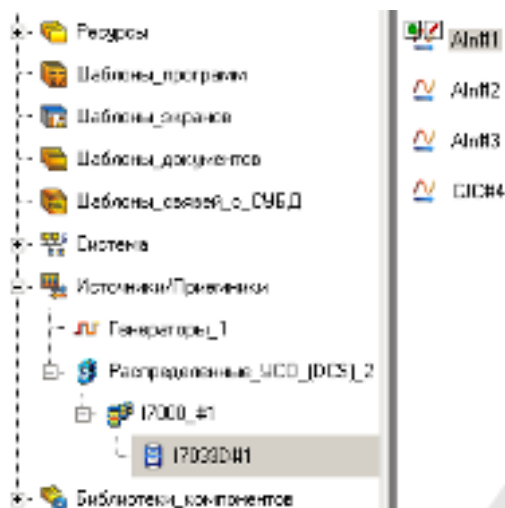 Ресурсы
Шаблоны_программ
Шаблоны_экранов
Шаблоны_документов
Шаблоны_связей_с_СУБД
Система
Источники/Приемники
Генераторы_1
Распределенные_УСО_(DCS)_2
I7000_#1
I7033D#1
Библиотеки_компонентов
AIn#1
AIn#2
AIn#3
CJC#4